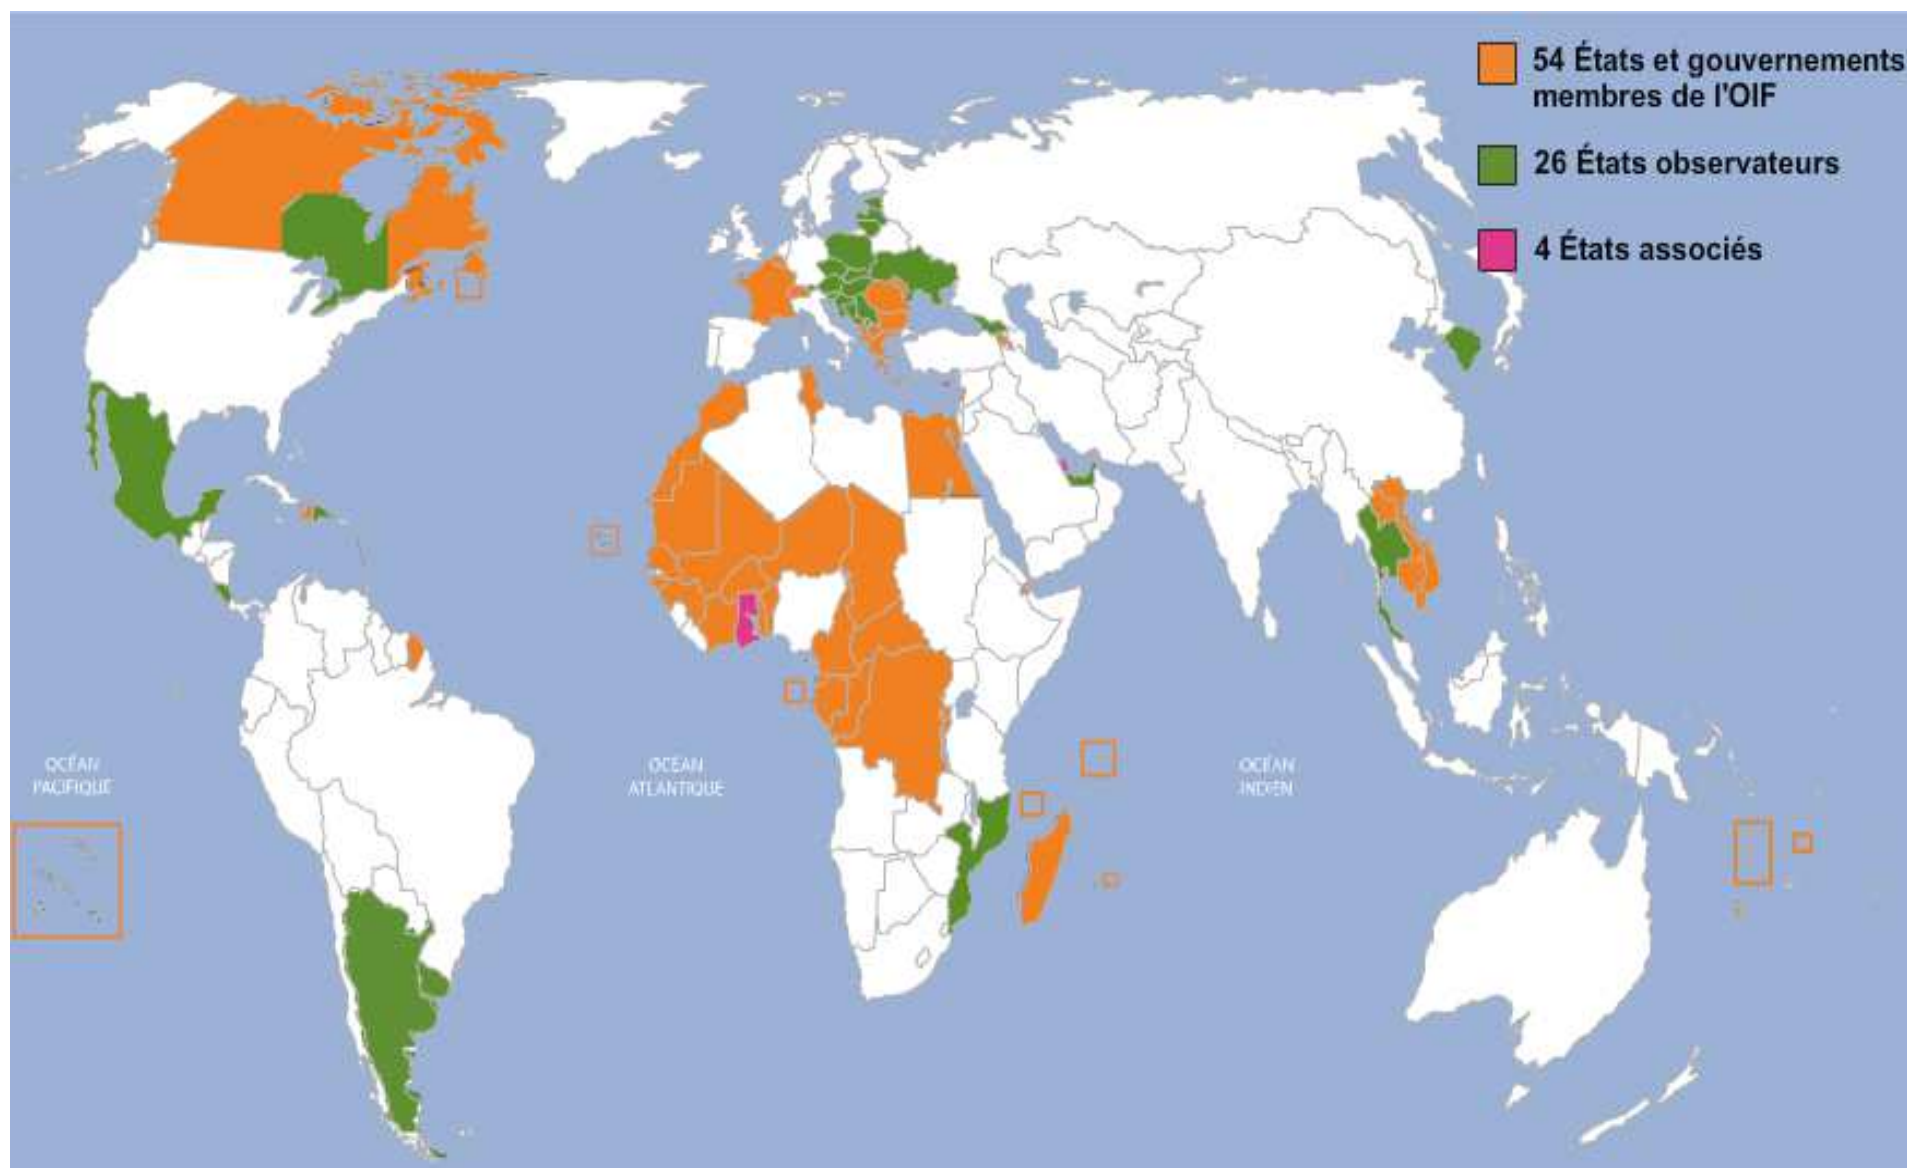 54 États et gouvernements
membres de l'OIF
26 États observateurs
4 États associés
OCÉAN
PACIFIQUE
OCÉAN
ATLANTIQUE
OCÉAN
INDIEN